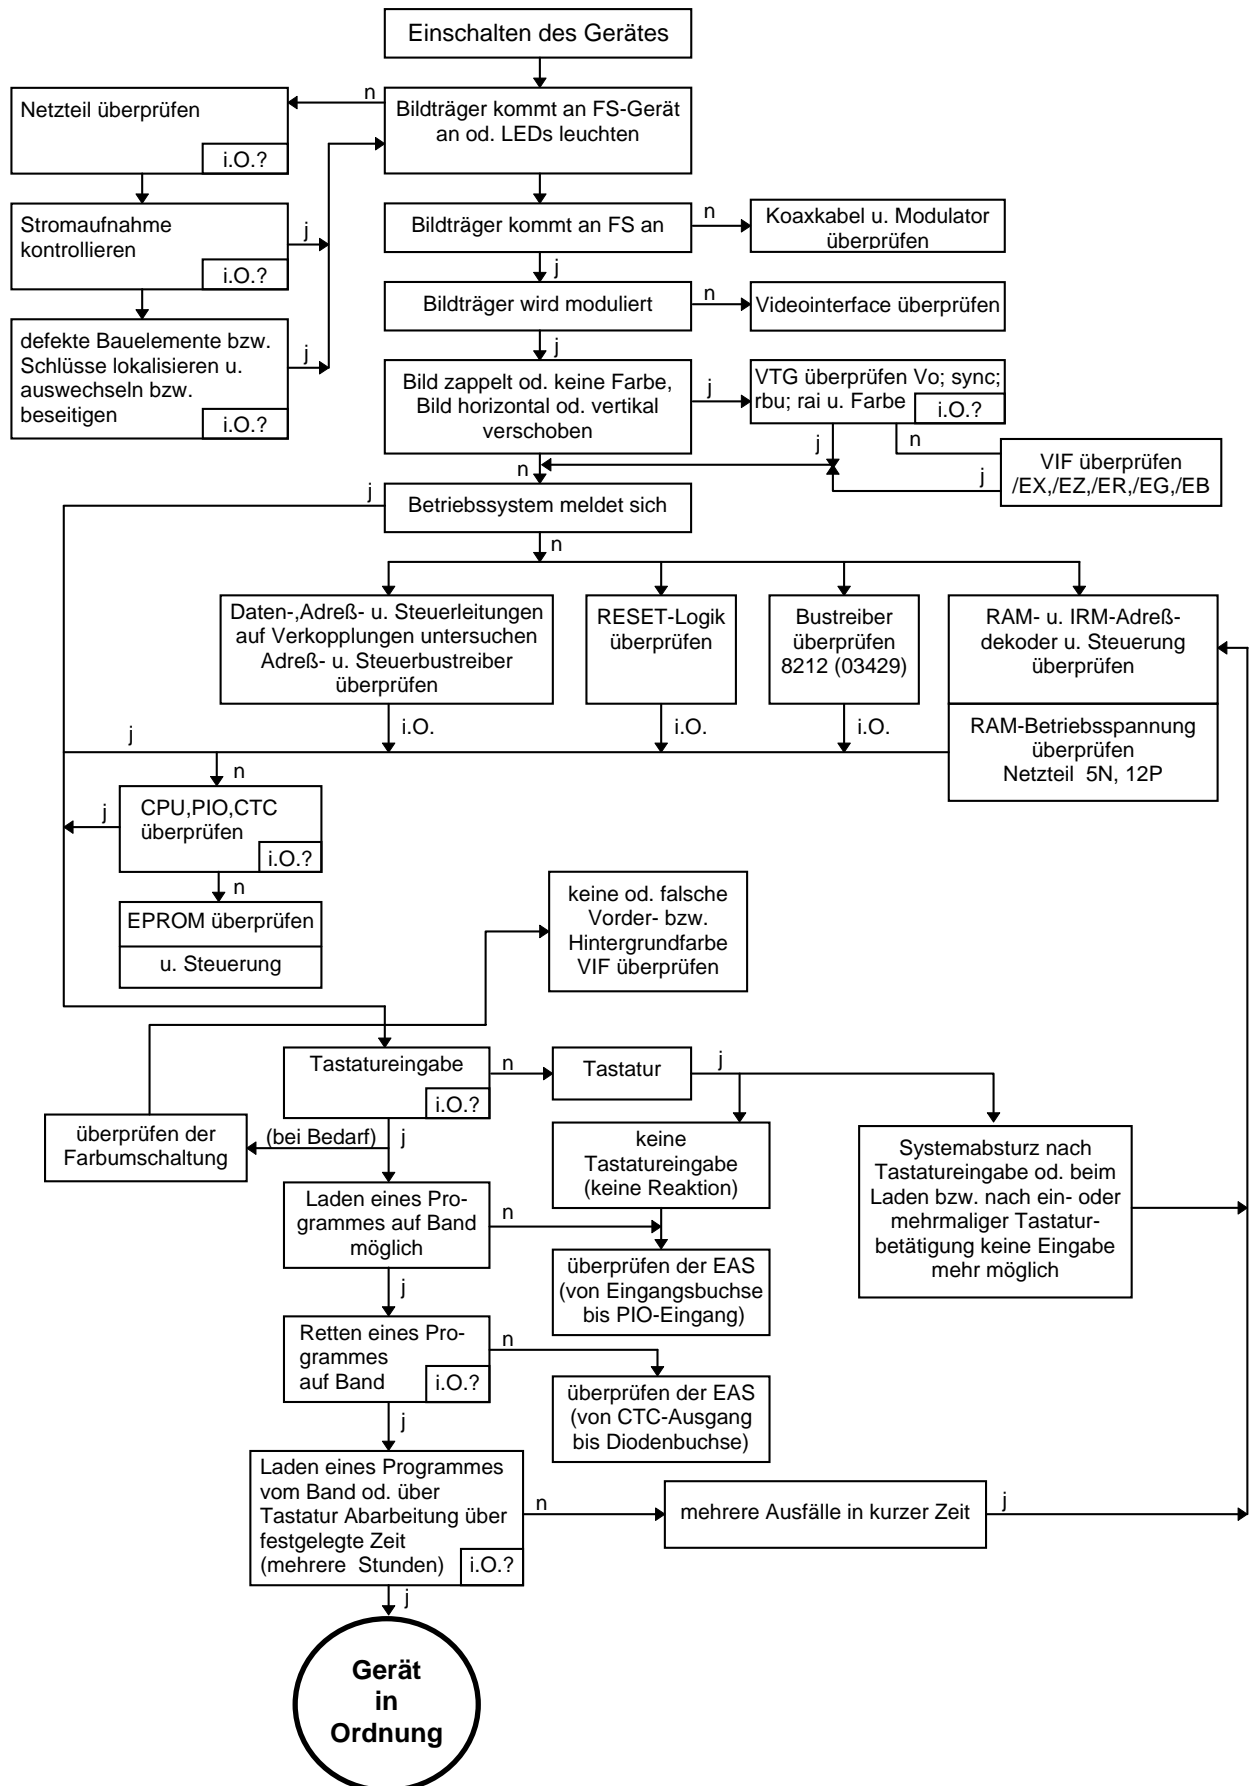 Einschalten des Gerätes
n
Netzteil überprüfen
i.O.?
Bildträger kommt an FS-Gerät
an od. LEDs leuchten
Stromaufnahme
kontrollieren
i.O.?
j
Bildträger kommt an FS an
n
Koaxkabel u. Modulator
überprüfen
j
Bildträger wird moduliert
n
Videointerface überprüfen
defekte Bauelemente bzw.
Schlüsse lokalisieren u.
auswechseln bzw.
beseitigen
i.O.?
j
j
Bild zappelt od. keine Farbe,
Bild horizontal od. vertikal
verschoben
j
VTG überprüfen Vo; sync;
rbu; rai u. Farbe
i.O.?
j
n
VIF überprüfen
/EX,/EZ,/ER,/EG,/EB
j
n
j
Betriebssystem meldet sich
n
Daten-,Adreß- u. Steuerleitungen
auf Verkopplungen untersuchen
Adreß- u. Steuerbustreiber
überprüfen
RESET-Logik
überprüfen
Bustreiber
überprüfen
8212 (03429)
RAM- u. IRM-Adreß-
dekoder u. Steuerung
überprüfen
RAM-Betriebsspannung
überprüfen
Netzteil  5N, 12P
j
i.O.
i.O.
i.O.
n
j
CPU,PIO,CTC
überprüfen
i.O.?
n
EPROM überprüfen
u. Steuerung
keine od. falsche
Vorder- bzw.
Hintergrundfarbe
VIF überprüfen
Tastatureingabe
i.O.?
n
Tastatur
j
überprüfen der
Farbumschaltung
(bei Bedarf)
j
keine
Tastatureingabe
(keine Reaktion)
Systemabsturz nach
Tastatureingabe od. beim
Laden bzw. nach ein- oder
mehrmaliger Tastatur-
betätigung keine Eingabe
mehr möglich
Laden eines Pro-
grammes auf Band
möglich
n
überprüfen der EAS
(von Eingangsbuchse
bis PIO-Eingang)
j
Retten eines Pro-
grammes
auf Band
i.O.?
n
überprüfen der EAS
(von CTC-Ausgang
bis Diodenbuchse)
j
Laden eines Programmes
vom Band od. über
Tastatur Abarbeitung über
festgelegte Zeit
(mehrere  Stunden)
i.O.?
n
mehrere Ausfälle in kurzer Zeit
j
j
Gerät
in
Ordnung